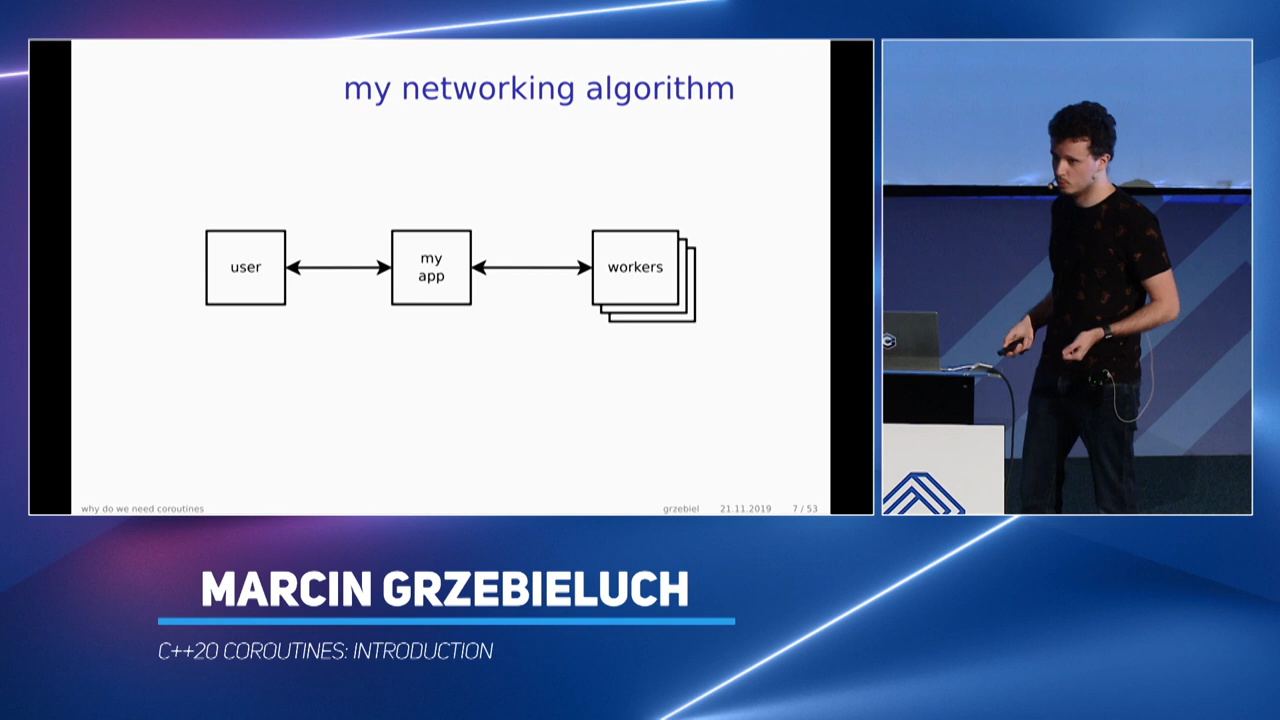 my networking algorithm
user
my
app
workers
why do we need coroutines
grzebiel 21.11.2019 7 / 53
C
MARCIN GRZEBIELUCH
C++20 COROUTINES: INTRODUCTION